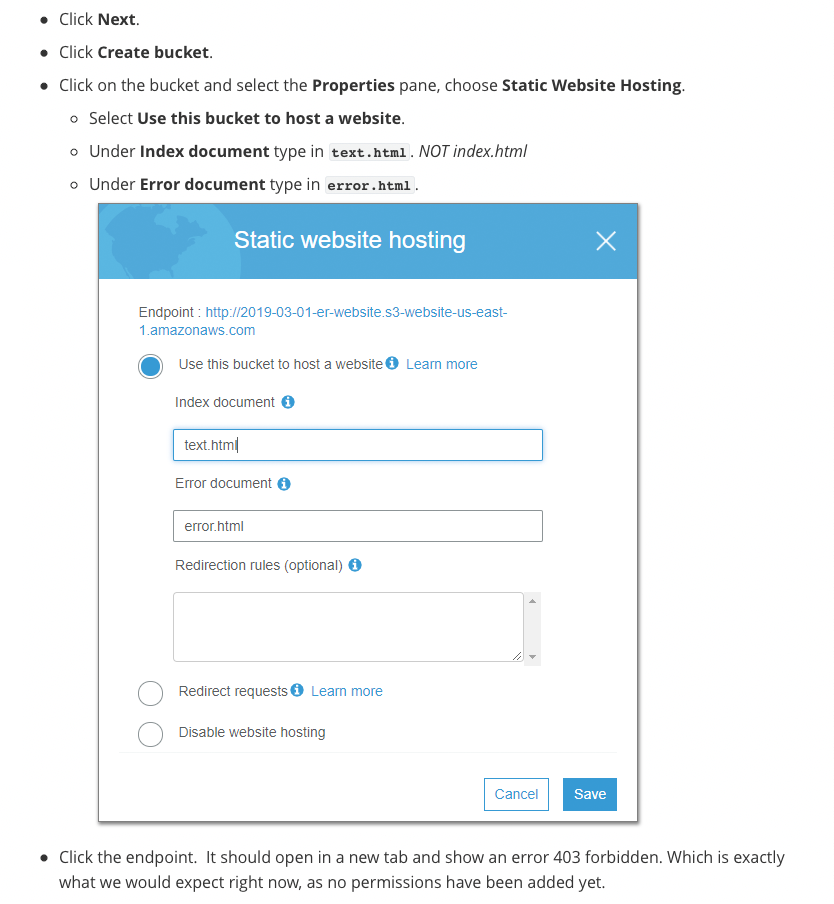 Click Next.
Click Create bucket.
Click on the bucket and select the Properties pane, choose Static Website Hosting.
Select Use this bucket to host a website.
Under Index document type in text.html. NOT index.html
Under Error document type in error.html.
Static website hosting
Endpoint : http://2019-03-01-er-website.s3-website-us-east-
1.amazonaws.com
Use this bucket to host a website Learn more
Index document
text.html
Error document
error.html
Redirection rules (optional)
Redirect requests Learn more
Disable website hosting
Cancel Save
Click the endpoint. It should open in a new tab and show an error 403 forbidden. Which is exactly
what we would expect right now, as no permissions have been added yet.